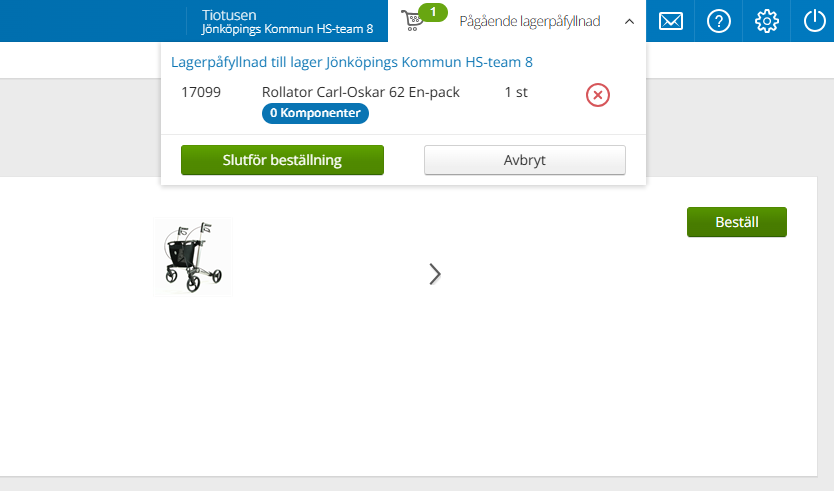 Tiotusen
Jönköpings Kommun HS-team 8
1
Pågående lagerpåfyllnad
?
Lagerpåfyllnad till lager Jönköpings Kommun HS-team 8
17099 Rollator Carl-Oskar 62 En-pack 1 st
0 Komponenter
Slutför beställning Avbryt
Beställ